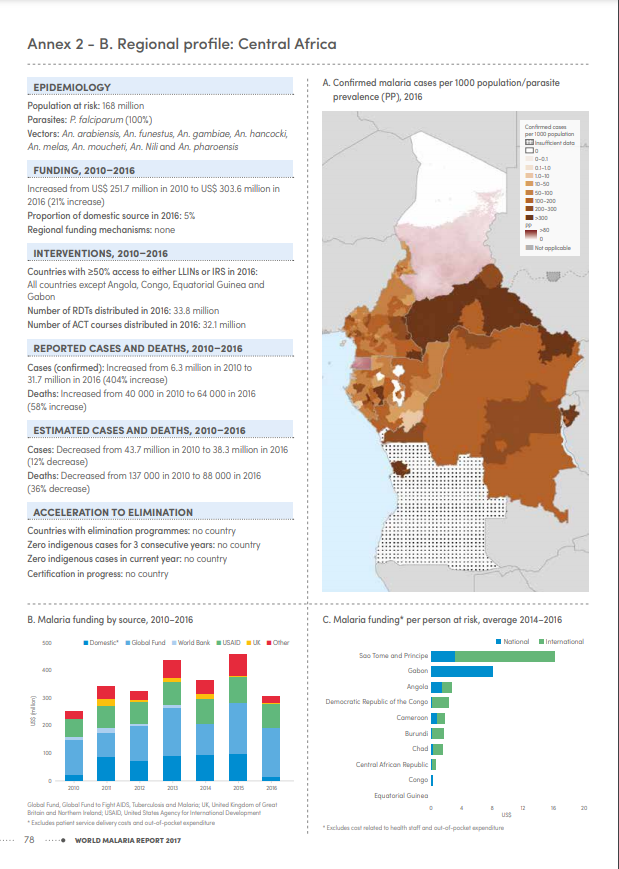 Annex 2 - B. Regional profile: Central Africa
EPIDEMIOLOGY
Population at risk: 168 million
Parasites: P. falciparum (100%)
Vectors: An. arabiensis, An. funestus, An. gambiae, An. hancocki,
An. melas, An. moucheti, An. Nili and An. pharoensis
FUNDING, 2010–2016
Increased from US$ 251.7 million in 2010 to US$ 303.6 million in
2016 (21% increase)
Proportion of domestic source in 2016: 5%
Regional funding mechanisms: none
INTERVENTIONS, 2010–2016
Countries with ≥50% access to either LLINs or IRS in 2016:
All countries except Angola, Congo, Equatorial Guinea and
Gabon
Number of RDTs distributed in 2016: 33.8 million
Number of ACT courses distributed in 2016: 32.1 million
REPORTED CASES AND DEATHS, 2010–2016
Cases (confirmed): Increased from 6.3 million in 2010 to
31.7 million in 2016 (404% increase)
Deaths: Increased from 40 000 in 2010 to 64 000 in 2016
(58% increase)
ESTIMATED CASES AND DEATHS, 2010–2016
Cases: Decreased from 43.7 million in 2010 to 38.3 million in 2016
(12% decrease)
Deaths: Decreased from 137 000 in 2010 to 88 000 in 2016
(36% decrease)
ACCELERATION TO ELIMINATION
Countries with elimination programmes: no country
Zero indigenous cases for 3 consecutive years: no country
Zero indigenous cases in current year: no country
Certification in progress: no country
A. Confirmed malaria cases per 1000 population/parasite
prevalence (PP), 2016
Confirmed cases
per 1000 population
Insufficient data
0
0–0.1
0.1–1.0
1.0–10
10–50
50–100
100–200
200–300
>300
PP
>80
0
Not applicable
B. Malaria funding by source, 2010–2016
Domestic* Global Fund World Bank USAID UK Other
500
400
300
200
100
0
US$ (million)
2010 2011 2012 2013 2014 2015 2016
Global Fund, Global Fund to Fight AIDS, Tuberculosis and Malaria; UK, United Kingdom of Great
Britain and Northern Ireland; USAID, United States Agency for International Development
* Excludes patient service delivery costs and out-of-pocket expenditure
C. Malaria funding* per person at risk, average 2014–2016
National International
Sao Tome and Principe
Gabon
Angola
Democratic Republic of the Congo
Cameroon
Burundi
Chad
Central African Republic
Congo
Equatorial Guinea
0 4 8 12 16 20
US$
* Excludes cost related to health staff and out-of-pocket expenditure
78 WORLD MALARIA REPORT 2017